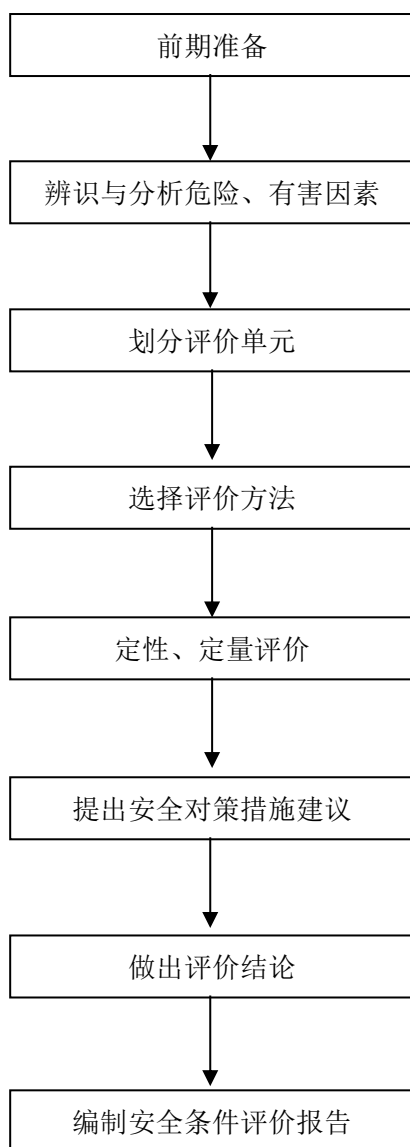 前期准备
辨识与分析危险、有害因素
划分评价单元
选择评价方法
定性、定量评价
提出安全对策措施建议
做出评价结论
编制安全条件评价报告